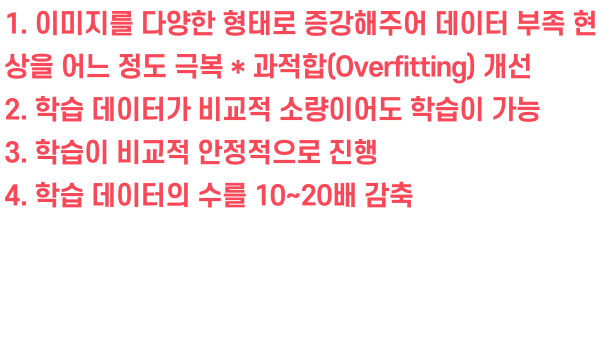 1. 이미지를 다양한 형태로 증강해주어 데이터 부족 현
상을 어느 정도 극복 * 과적합(Overfitting) 개선
2. 학습 데이터가 비교적 소량이어도 학습이 가능
3. 학습이 비교적 안정적으로 진행
4. 학습 데이터의 수를 10~20배 감축